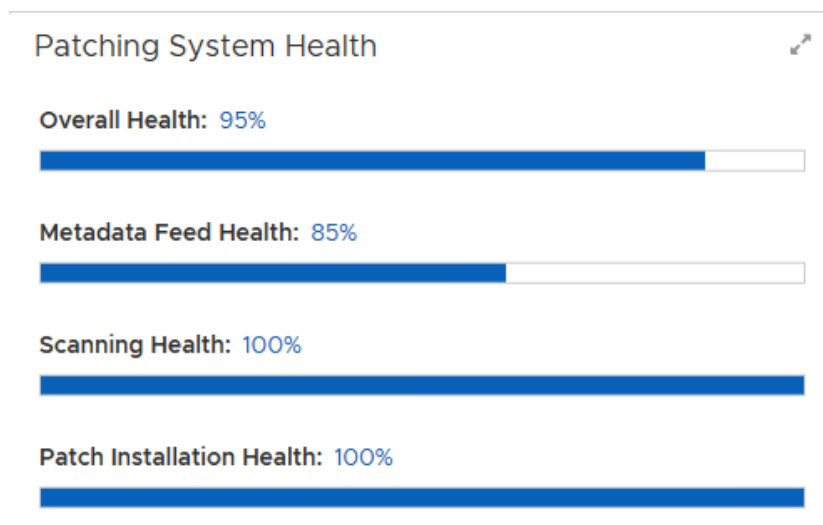 Patching System Health
Overall Health: 95%
Metadata Feed Health: 85%
Scanning Health: 100%
Patch Installation Health: 100%